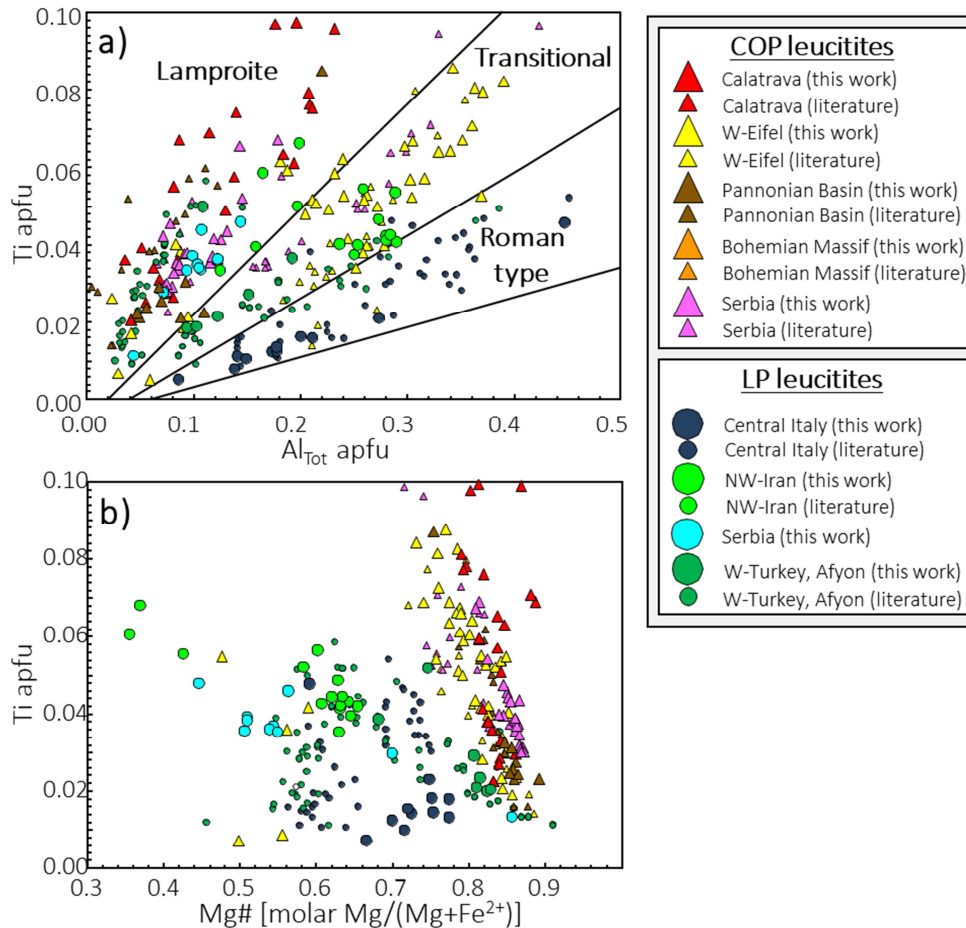 a)
Lamproite
Transitional
Roman
type
0.10
0.08
0.06
0.04
0.02
0.00
Ti apfu
0.0 0.1 0.2 0.3 0.4 0.5
AlTot apfu
b)
0.10
0.08
0.06
0.04
0.02
0.00
Ti apfu
0.3 0.4 0.5 0.6 0.7 0.8 0.9
Mg# [molar Mg/(Mg+Fe²⁺)]
COP leucitites
Calatrava (this work)
Calatrava (literature)
W-Eifel (this work)
W-Eifel (literature)
Pannonian Basin (this work)
Pannonian Basin (literature)
Bohemian Massif (this work)
Bohemian Massif (literature)
Serbia (this work)
Serbia (literature)
LP leucitites
Central Italy (this work)
Central Italy (literature)
NW-Iran (this work)
NW-Iran (literature)
Serbia (this work)
W-Turkey, Afyon (this work)
W-Turkey, Afyon (literature)